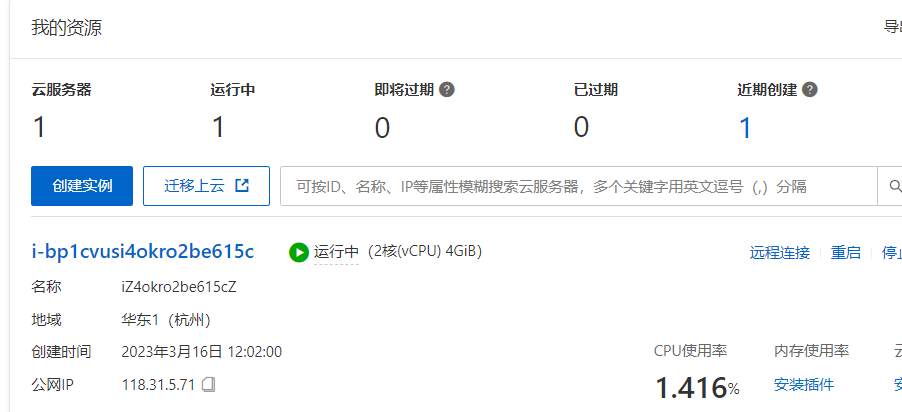 我的资源
云服务器 运行中 即将过期 ? 已过期 近期创建 ?
1 1 0 0 1
创建实例 迁移上云 可按ID、名称、IP等属性模糊搜索云服务器，多个关键字用英文逗号（,）分隔
i-bp1cvusi4okro2be615c 运行中 （2核(vCPU) 4GiB） 远程连接 重启
名称 iZ4okro2be615cZ
地域 华东1（杭州）
创建时间 2023年3月16日 12:02:00 CPU使用率 内存使用率
公网IP 118.31.5.71 1.416% 安装插件